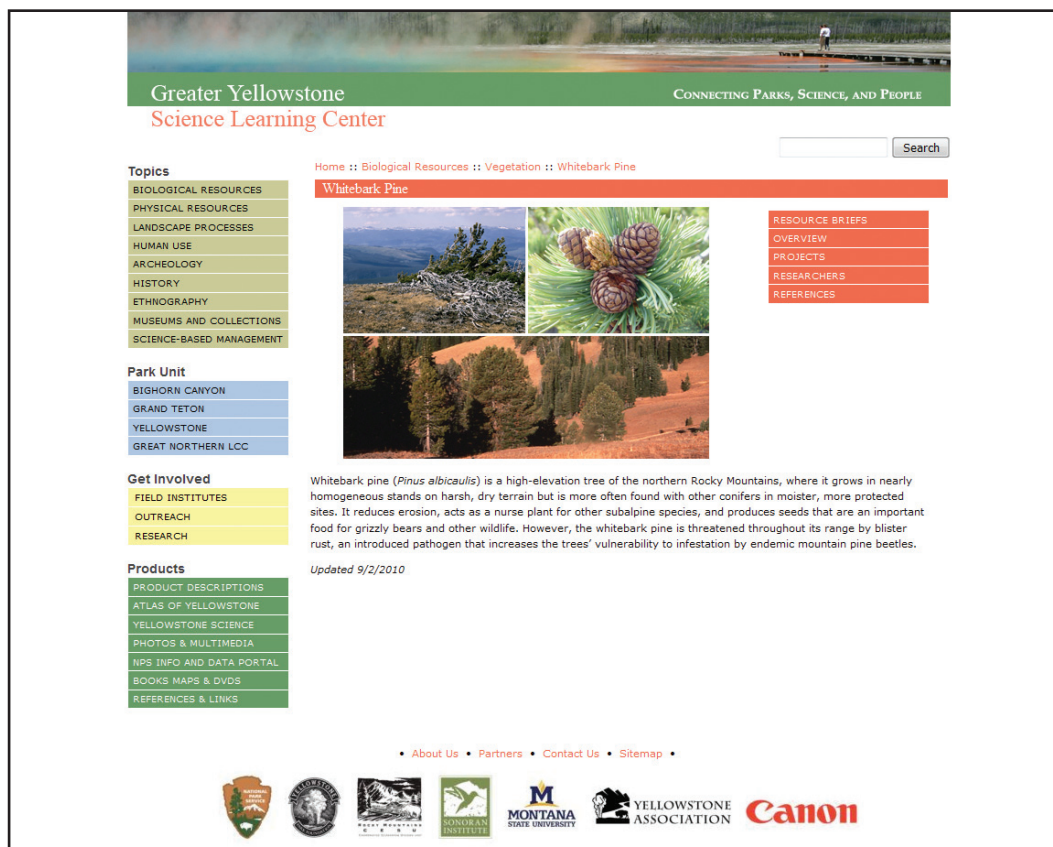 Greater Yellowstone
CONNECTING PARKS, SCIENCE, AND PEOPLE
Science Learning Center
Search
Topics
BIOLOGICAL RESOURCES
PHYSICAL RESOURCES
LANDSCAPE PROCESSES
HUMAN USE
ARCHEOLOGY
HISTORY
ETHNOGRAPHY
MUSEUMS AND COLLECTIONS
SCIENCE-BASED MANAGEMENT
Park Unit
BIGHORN CANYON
GRAND TETON
YELLOWSTONE
GREAT NORTHERN LCC
Get Involved
FIELD INSTITUTES
OUTREACH
RESEARCH
Products
PRODUCT DESCRIPTIONS
ATLAS OF YELLOWSTONE
YELLOWSTONE SCIENCE
PHOTOS & MULTIMEDIA
NPS INFO AND DATA PORTAL
BOOKS MAPS & DVDS
REFERENCES & LINKS
Home :: Biological Resources :: Vegetation :: Whitebark Pine
Whitebark Pine
RESOURCE BRIEFS
OVERVIEW
PROJECTS
RESEARCHERS
REFERENCES
Whitebark pine (Pinus albicaulis) is a high-elevation tree of the northern Rocky Mountains, where it grows in nearly
homogeneous stands on harsh, dry terrain but is more often found with other conifers in moister, more protected
sites. It reduces erosion, acts as a nurse plant for other subalpine species, and produces seeds that are an important
food for grizzly bears and other wildlife. However, the whitebark pine is threatened throughout its range by blister
rust, an introduced pathogen that increases the trees' vulnerability to infestation by endemic mountain pine beetles.
Updated 9/2/2010
• About Us • Partners • Contact Us • Sitemap •
NATIONAL
PARK
SERVICE
YELLOWSTONE
ROCKY MOUNTAINS
CESU
SONORAN
INSTITUTE
M
MONTANA
STATE UNIVERSITY
YELLOWSTONE
ASSOCIATION
Canon